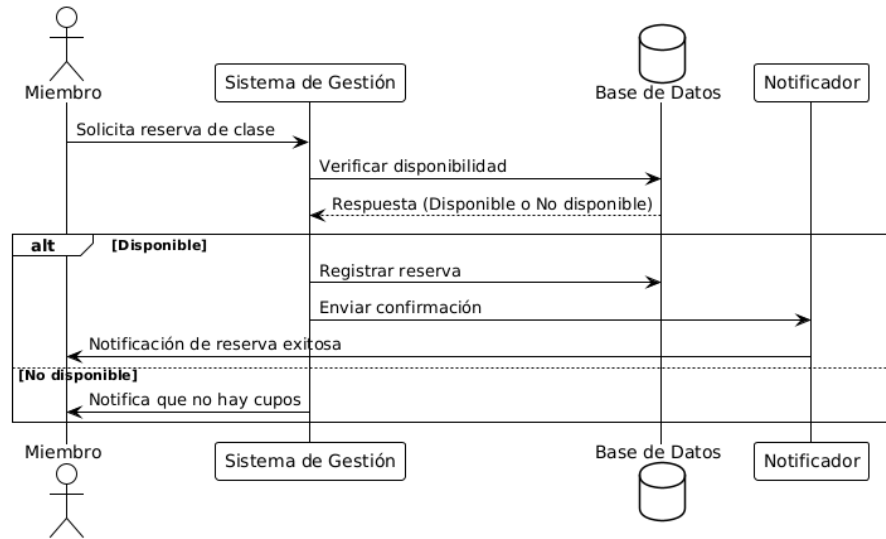 Miembro
Sistema de Gestión
Base de Datos
Notificador
Solicita reserva de clase
Verificar disponibilidad
Respuesta (Disponible o No disponible)
alt
[Disponible]
Registrar reserva
Enviar confirmación
Notificación de reserva exitosa
[No disponible]
Notifica que no hay cupos
Miembro
Sistema de Gestión
Base de Datos
Notificador